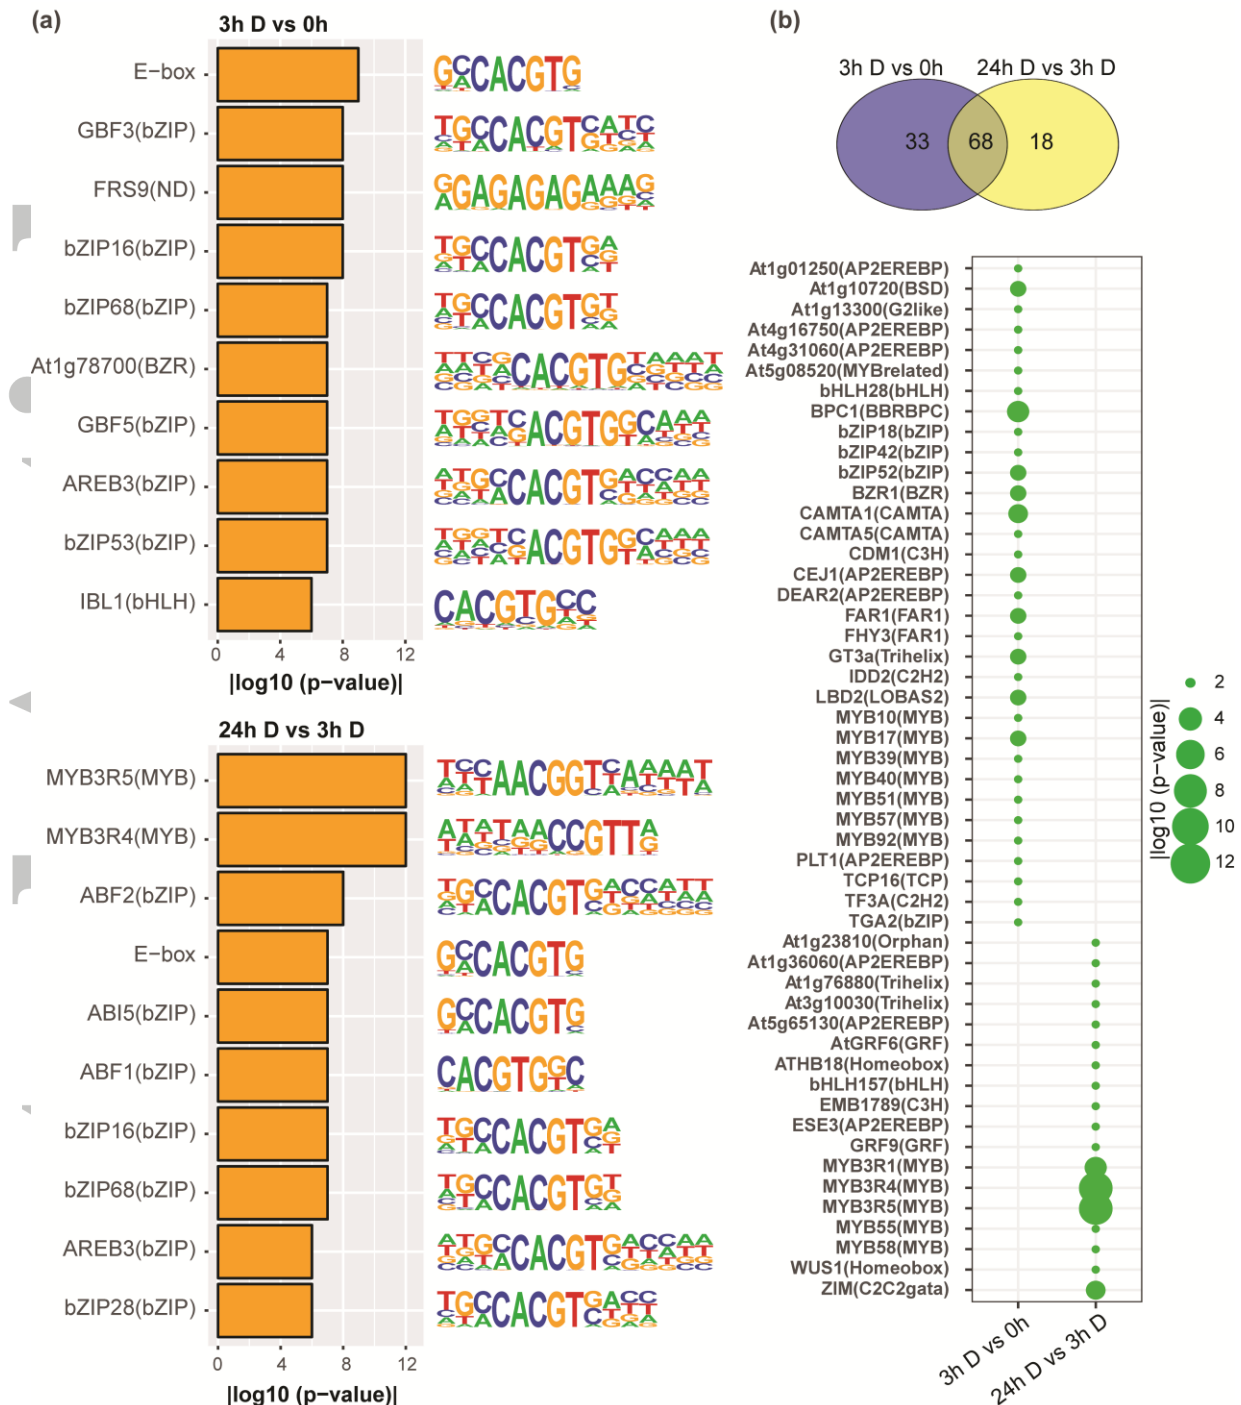 (a)
3h D vs 0h
E-box
GBF3(bZIP)
FRS9(ND)
bZIP16(bZIP)
bZIP68(bZIP)
At1g78700(BZR)
GBF5(bZIP)
AREB3(bZIP)
bZIP53(bZIP)
IBL1(bHLH)
0 4 8 12
|log10 (p-value)|
24h D vs 3h D
MYB3R5(MYB)
MYB3R4(MYB)
ABF2(bZIP)
E-box
ABI5(bZIP)
ABF1(bZIP)
bZIP16(bZIP)
bZIP68(bZIP)
AREB3(bZIP)
bZIP28(bZIP)
0 4 8 12
|log10 (p-value)|
(b)
3h D vs 0h 24h D vs 3h D
33 68 18
At1g01250(AP2EREBP)
At1g10720(BSD)
At1g13300(G2like)
At4g16750(AP2EREBP)
At4g31060(AP2EREBP)
At5g08520(MYBrelated)
bHLH28(bHLH)
BPC1(BBRBPC)
bZIP18(bZIP)
bZIP42(bZIP)
bZIP52(bZIP)
BZR1(BZR)
CAMTA1(CAMTA)
CAMTA5(CAMTA)
CDM1(C3H)
CEJ1(AP2EREBP)
DEAR2(AP2EREBP)
FAR1(FAR1)
FHY3(FAR1)
GT3a(Trihelix)
IDD2(C2H2)
LBD2(LOBAS2)
MYB10(MYB)
MYB17(MYB)
MYB39(MYB)
MYB40(MYB)
MYB51(MYB)
MYB57(MYB)
MYB92(MYB)
PLT1(AP2EREBP)
TCP16(TCP)
TF3A(C2H2)
TGA2(bZIP)
At1g23810(Orphan)
At1g36060(AP2EREBP)
At1g76880(Trihelix)
At3g10030(Trihelix)
At5g65130(AP2EREBP)
AtGRF6(GRF)
ATHB18(Homeobox)
bHLH157(bHLH)
EMB1789(C3H)
ESE3(AP2EREBP)
GRF9(GRF)
MYB3R1(MYB)
MYB3R4(MYB)
MYB3R5(MYB)
MYB55(MYB)
MYB58(MYB)
WUS1(Homeobox)
ZIM(C2C2gata)
3h D vs 0h
24h D vs 3h D
|log10 (p-value)|
2
4
6
8
10
12